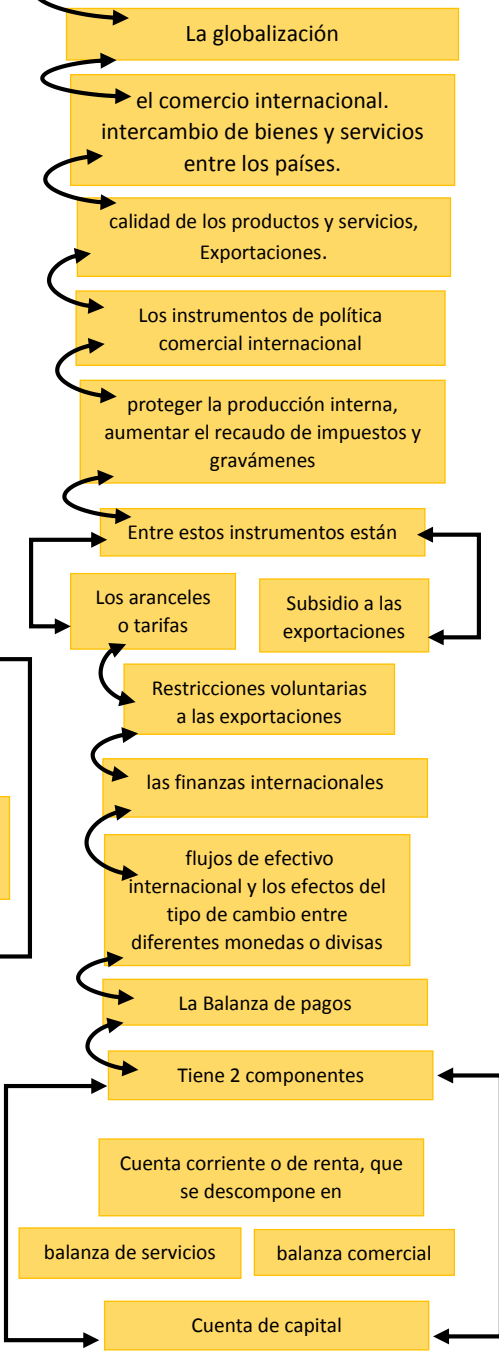 La globalización
el comercio internacional.
intercambio de bienes y servicios
entre los países.
calidad de los productos y servicios,
Exportaciones.
Los instrumentos de política
comercial internacional
proteger la producción interna,
aumentar el recaudo de impuestos y
gravámenes
Entre estos instrumentos están
Los aranceles
o tarifas
Subsidio a las
exportaciones
Restricciones voluntarias
a las exportaciones
las finanzas internacionales
flujos de efectivo
internacional y los efectos del
tipo de cambio entre
diferentes monedas o divisas
La Balanza de pagos
Tiene 2 componentes
Cuenta corriente o de renta, que
se descompone en
balanza de servicios
balanza comercial
Cuenta de capital